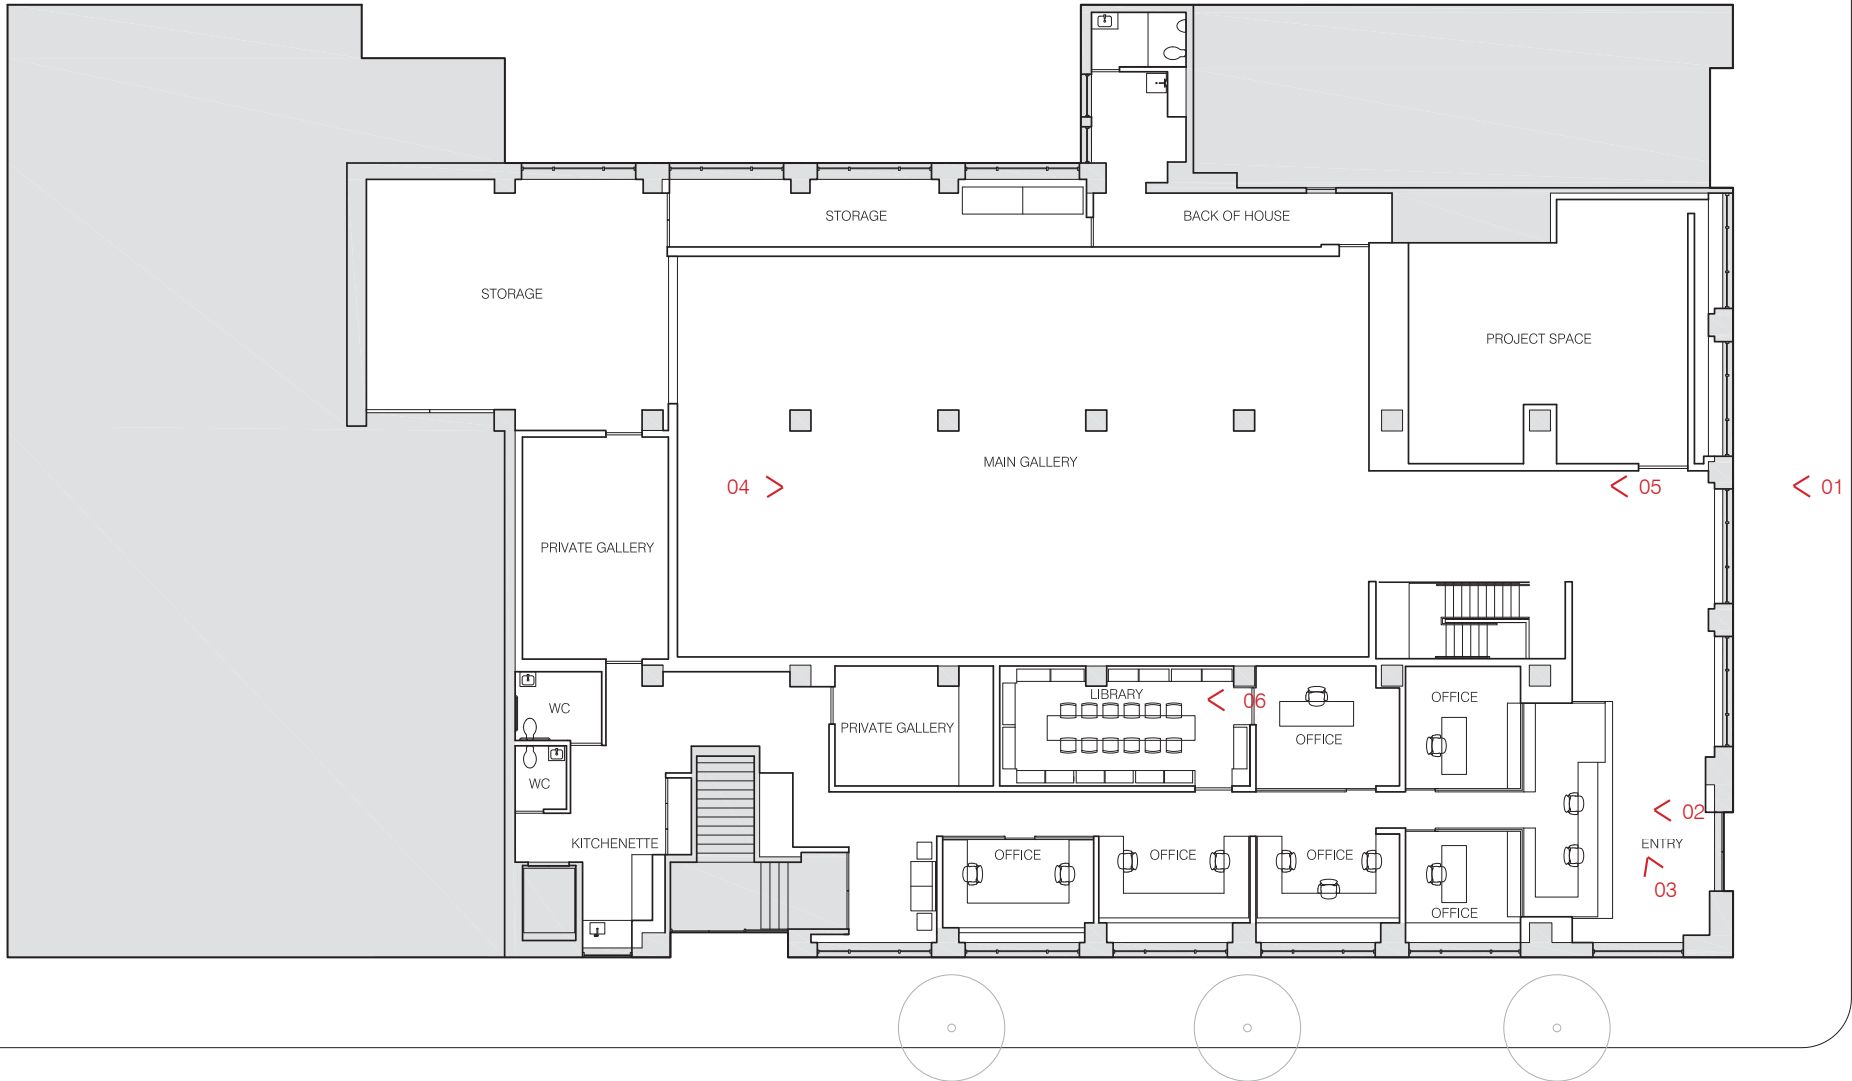 STORAGE
BACK OF HOUSE
STORAGE
PROJECT SPACE
MAIN GALLERY
04
05
01
PRIVATE GALLERY
LIBRARY
06
OFFICE
WC
PRIVATE GALLERY
OFFICE
WC
02
KITCHENETTE
ENTRY
OFFICE
OFFICE
OFFICE
03
OFFICE